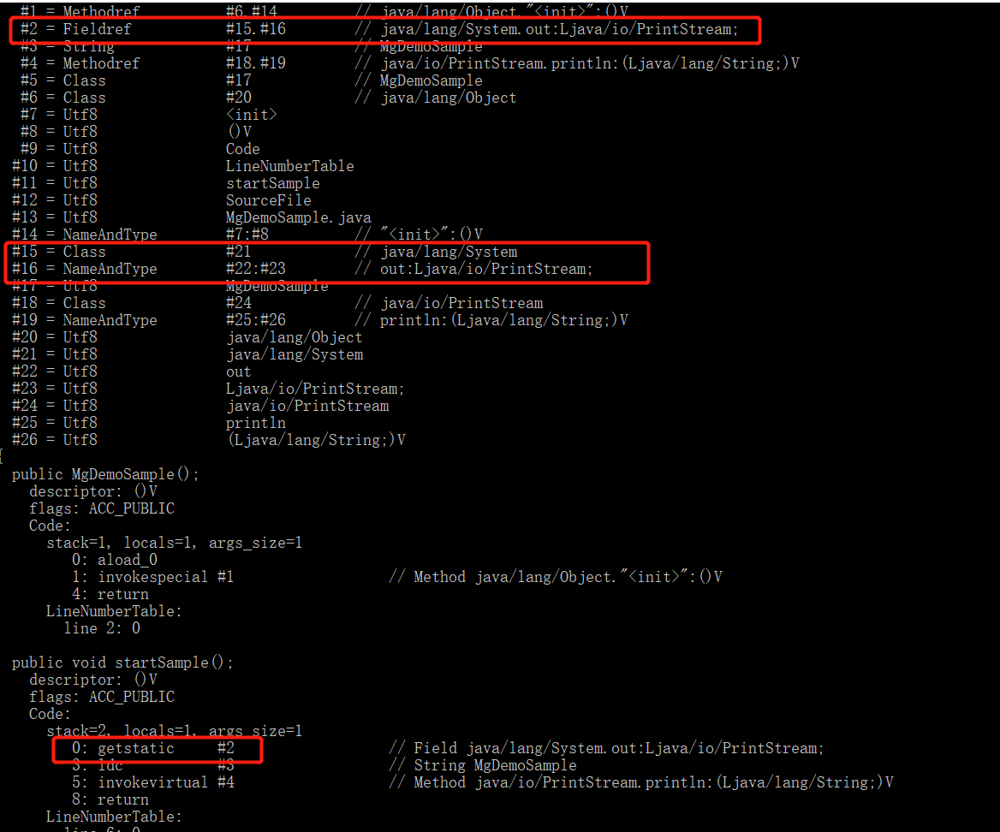 #1 = Methodref #6.#14 // java/lang/Object."<init>":()V
#2 = Fieldref #15.#16 // java/lang/System.out:Ljava/io/PrintStream;
#3 = String #17 // MgDemoSample
#4 = Methodref #18.#19 // java/io/PrintStream.println:(Ljava/lang/String;)V
#5 = Class #17 // MgDemoSample
#6 = Class #20 // java/lang/Object
#7 = Utf8 <init>
#8 = Utf8 ()V
#9 = Utf8 Code
#10 = Utf8 LineNumberTable
#11 = Utf8 startSample
#12 = Utf8 SourceFile
#13 = Utf8 MgDemoSample.java
#14 = NameAndType #7:#8 // "<init>":()V
#15 = Class #21 // java/lang/System
#16 = NameAndType #22:#23 // out:Ljava/io/PrintStream;
#17 = Utf8 MgDemoSample
#18 = Class #24 // java/io/PrintStream
#19 = NameAndType #25:#26 // println:(Ljava/lang/String;)V
#20 = Utf8 java/lang/Object
#21 = Utf8 java/lang/System
#22 = Utf8 out
#23 = Utf8 Ljava/io/PrintStream;
#24 = Utf8 java/io/PrintStream
#25 = Utf8 println
#26 = Utf8 (Ljava/lang/String;)V
{
public MgDemoSample();
descriptor: ()V
flags: ACC_PUBLIC
Code:
stack=1, locals=1, args_size=1
0: aload_0
1: invokespecial #1 // Method java/lang/Object."<init>":()V
4: return
LineNumberTable:
line 2: 0
public void startSample();
descriptor: ()V
flags: ACC_PUBLIC
Code:
stack=2, locals=1, args_size=1
0: getstatic #2 // Field java/lang/System.out:Ljava/io/PrintStream;
3: ldc #3 // String MgDemoSample
5: invokevirtual #4 // Method java/io/PrintStream.println:(Ljava/lang/String;)V
8: return
LineNumberTable:
line 6: 0